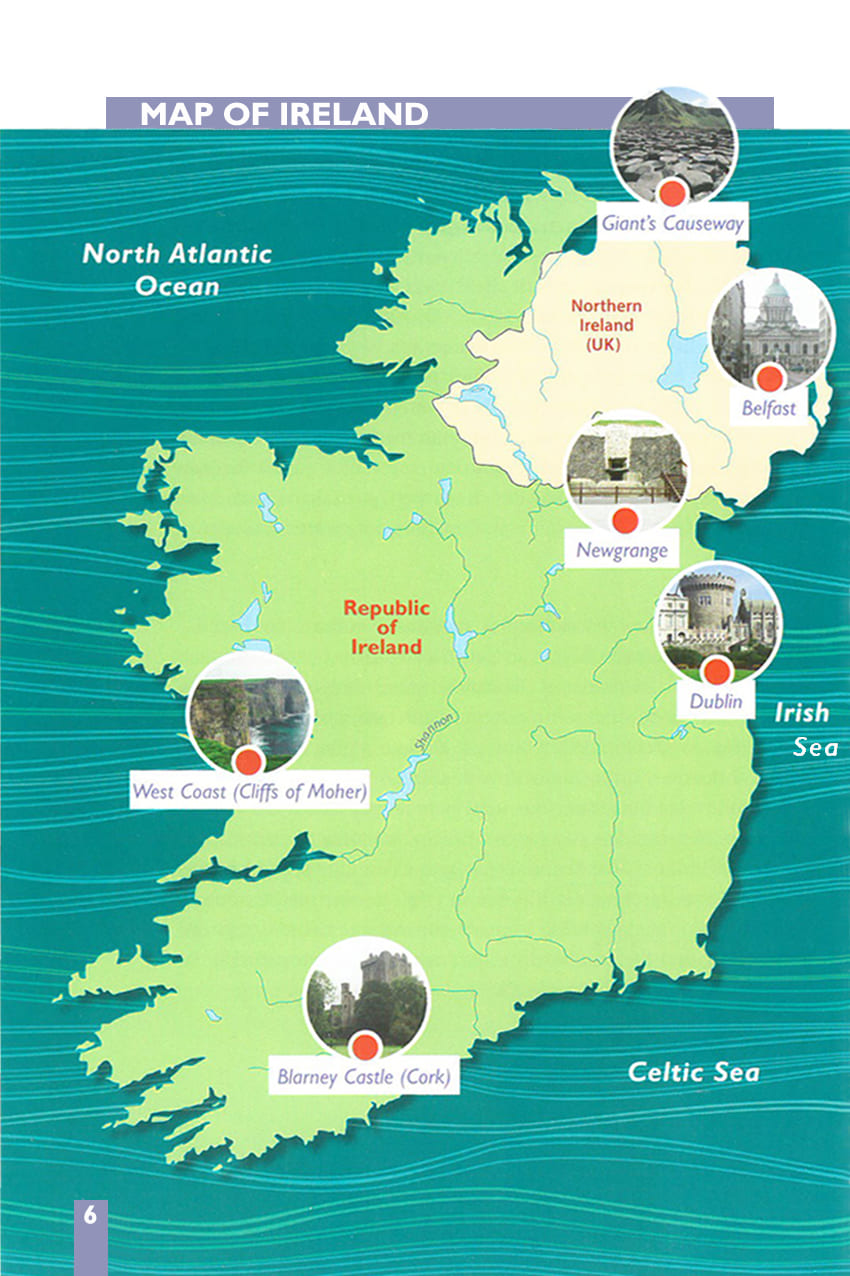 MAP OF IRELAND
Giant's Causeway
North Atlantic
Ocean
Northern
Ireland
(UK)
Belfast
Newgrange
Republic
of
Ireland
Dublin
Irish
Sea
Shannon
West Coast (Cliffs of Moher)
Blarney Castle (Cork)
Celtic Sea
6